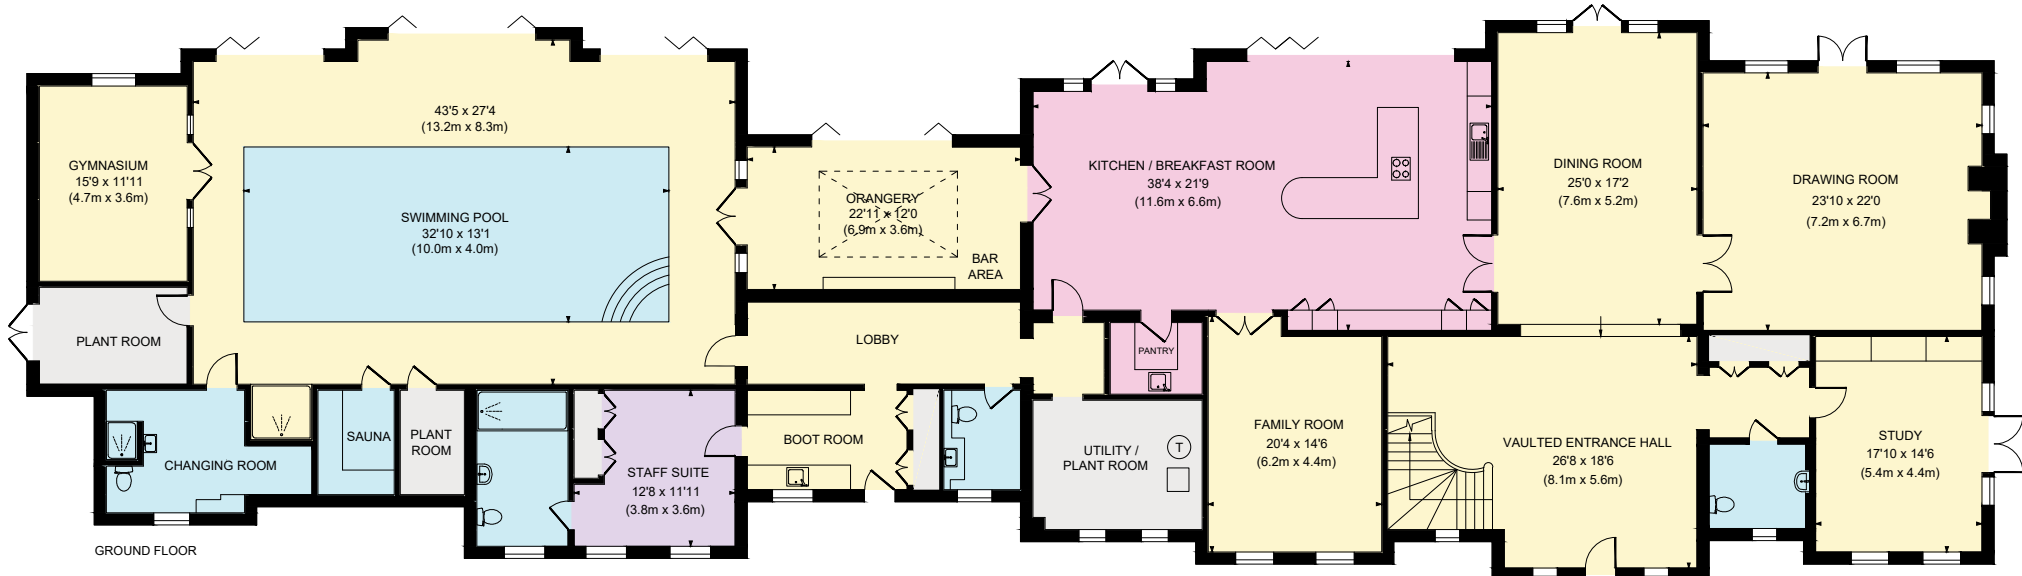 43'5 x 27'4
(13.2m x 8.3m)
GYMNASIUM
15'9 x 11'11
(4.7m x 3.6m)
SWIMMING POOL
32'10 x 13'1
(10.0m x 4.0m)
ORANGERY
22'11 x 12'0
(6.9m x 3.6m)
BAR
AREA
KITCHEN / BREAKFAST ROOM
38'4 x 21'9
(11.6m x 6.6m)
DINING ROOM
25'0 x 17'2
(7.6m x 5.2m)
DRAWING ROOM
23'10 x 22'0
(7.2m x 6.7m)
PLANT ROOM
LOBBY
PANTRY
SAUNA
PLANT
ROOM
CHANGING ROOM
STAFF SUITE
12'8 x 11'11
(3.8m x 3.6m)
BOOT ROOM
UTILITY /
PLANT ROOM
T
FAMILY ROOM
20'4 x 14'6
(6.2m x 4.4m)
VAULTED ENTRANCE HALL
26'8 x 18'6
(8.1m x 5.6m)
STUDY
17'10 x 14'6
(5.4m x 4.4m)
GROUND FLOOR